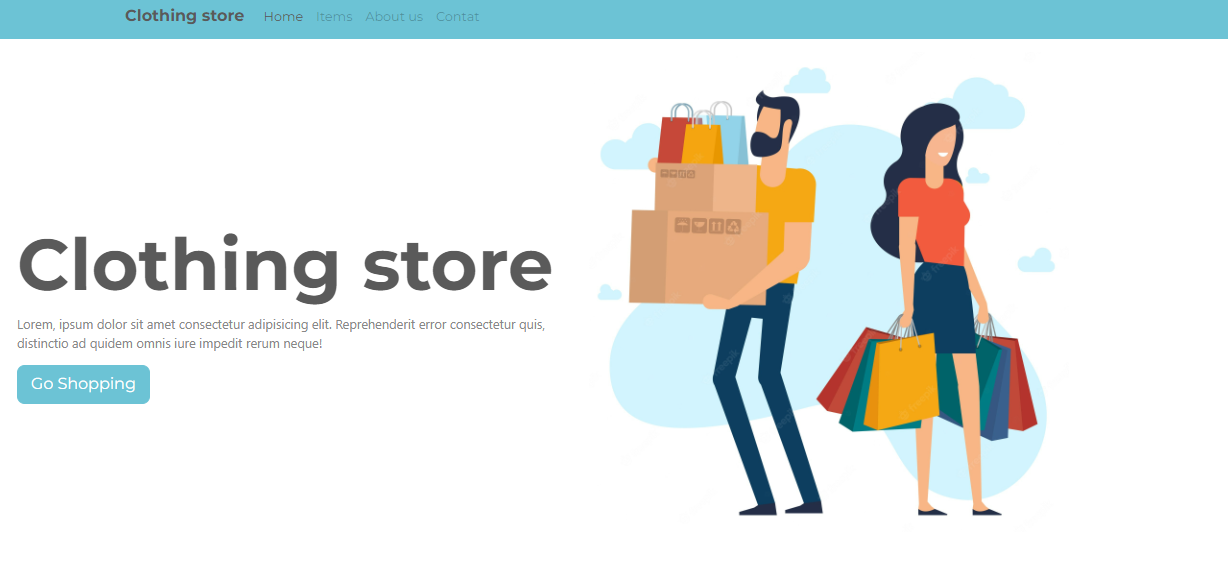 Clothing store Home Items About us Contat
Clothing store
Lorem, ipsum dolor sit amet consectetur adipisicing elit. Reprehenderit error consectetur quis,
distinctio ad quidem omnis iure impedit rerum neque!
Go Shopping